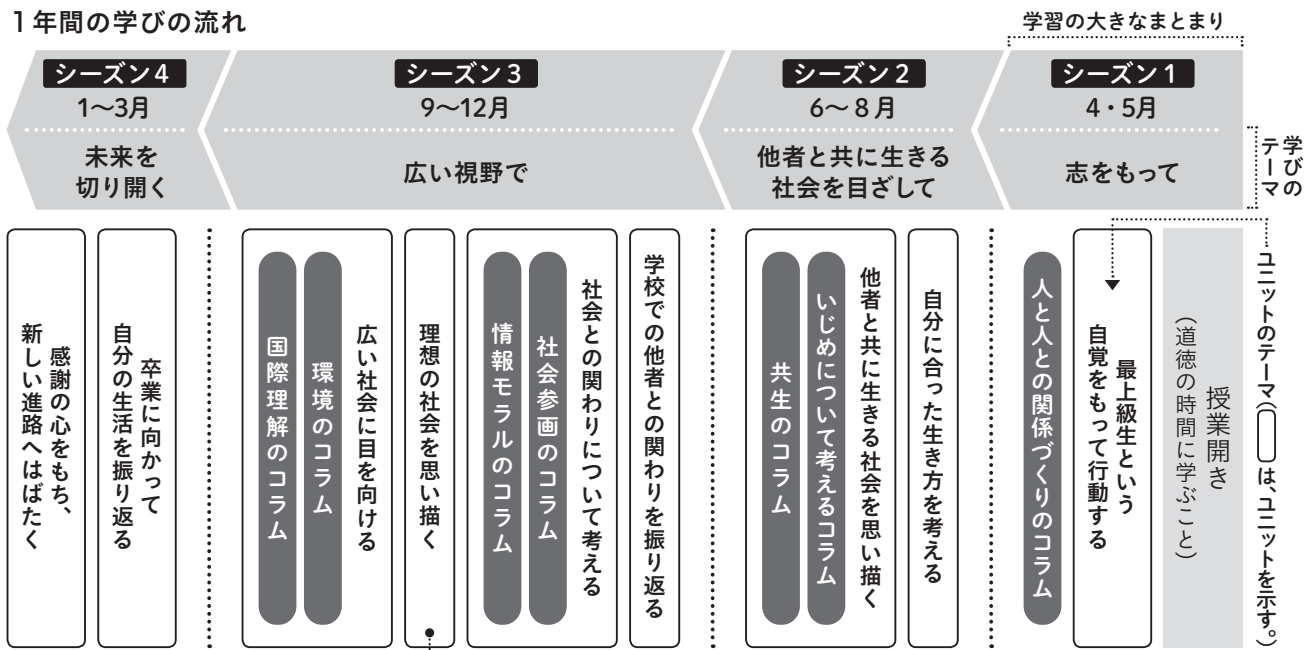 1年間の学びの流れ
学習の大きなまとまり
シーズン1
4・5月
志をもって
シーズン2
6〜8月
他者と共に生きる
社会を目ざして
シーズン3
9〜12月
広い視野で
シーズン4
1〜3月
未来を
切り開く
学びの
テーマ
ユニットのテーマ(は、ユニットを示す。)
授業開き
(道徳の時間に学ぶこと)
最上級生という
自覚をもって行動する
人と人との関係づくりのコラム
自分に合った生き方を考える
他者と共に生きる社会を思い描く
いじめについて考えるコラム
共生のコラム
学校での他者との関わりを振り返る
社会との関わりについて考える
社会参画のコラム
情報モラルのコラム
理想の社会を思い描く
広い社会に目を向ける
環境のコラム
国際理解のコラム
卒業に向かって
自分の生活を振り返る
感謝の心をもち、
新しい進路へはばたく